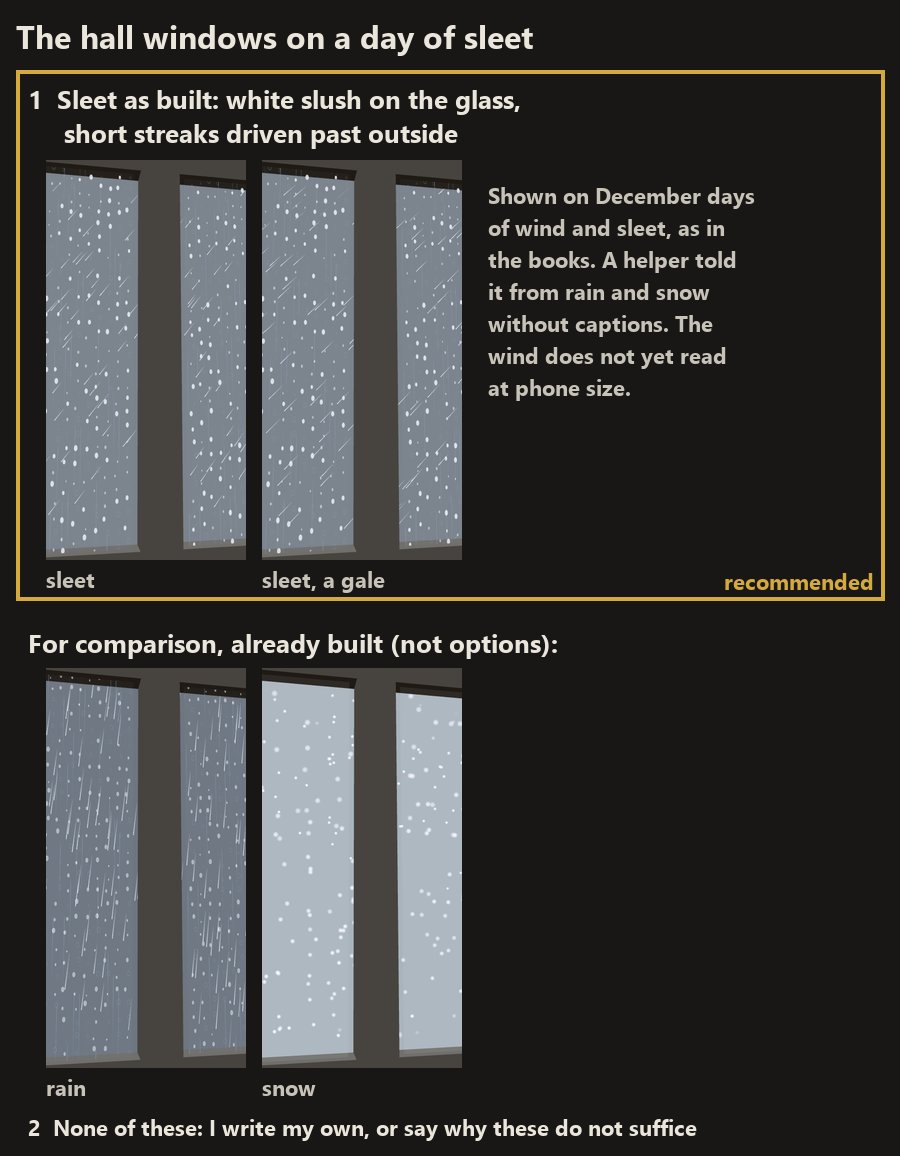 The hall windows on a day of sleet
1 Sleet as built: white slush on the glass,
short streaks driven past outside
Shown on December days
of wind and sleet, as in
the books. A helper told
it from rain and snow
without captions. The
wind does not yet read
at phone size.
sleet
sleet, a gale
recommended
For comparison, already built (not options):
rain
snow
2 None of these: I write my own, or say why these do not suffice